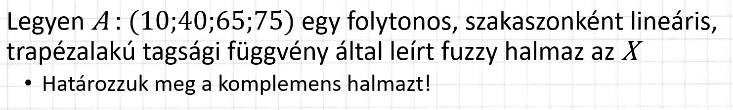 Legyen A : (10;40;65;75) egy folytonos, szakaszonként lineáris,
trapézalakú tagsági függvény által leírt fuzzy halmaz az X
• Határozzuk meg a komplemens halmazt!